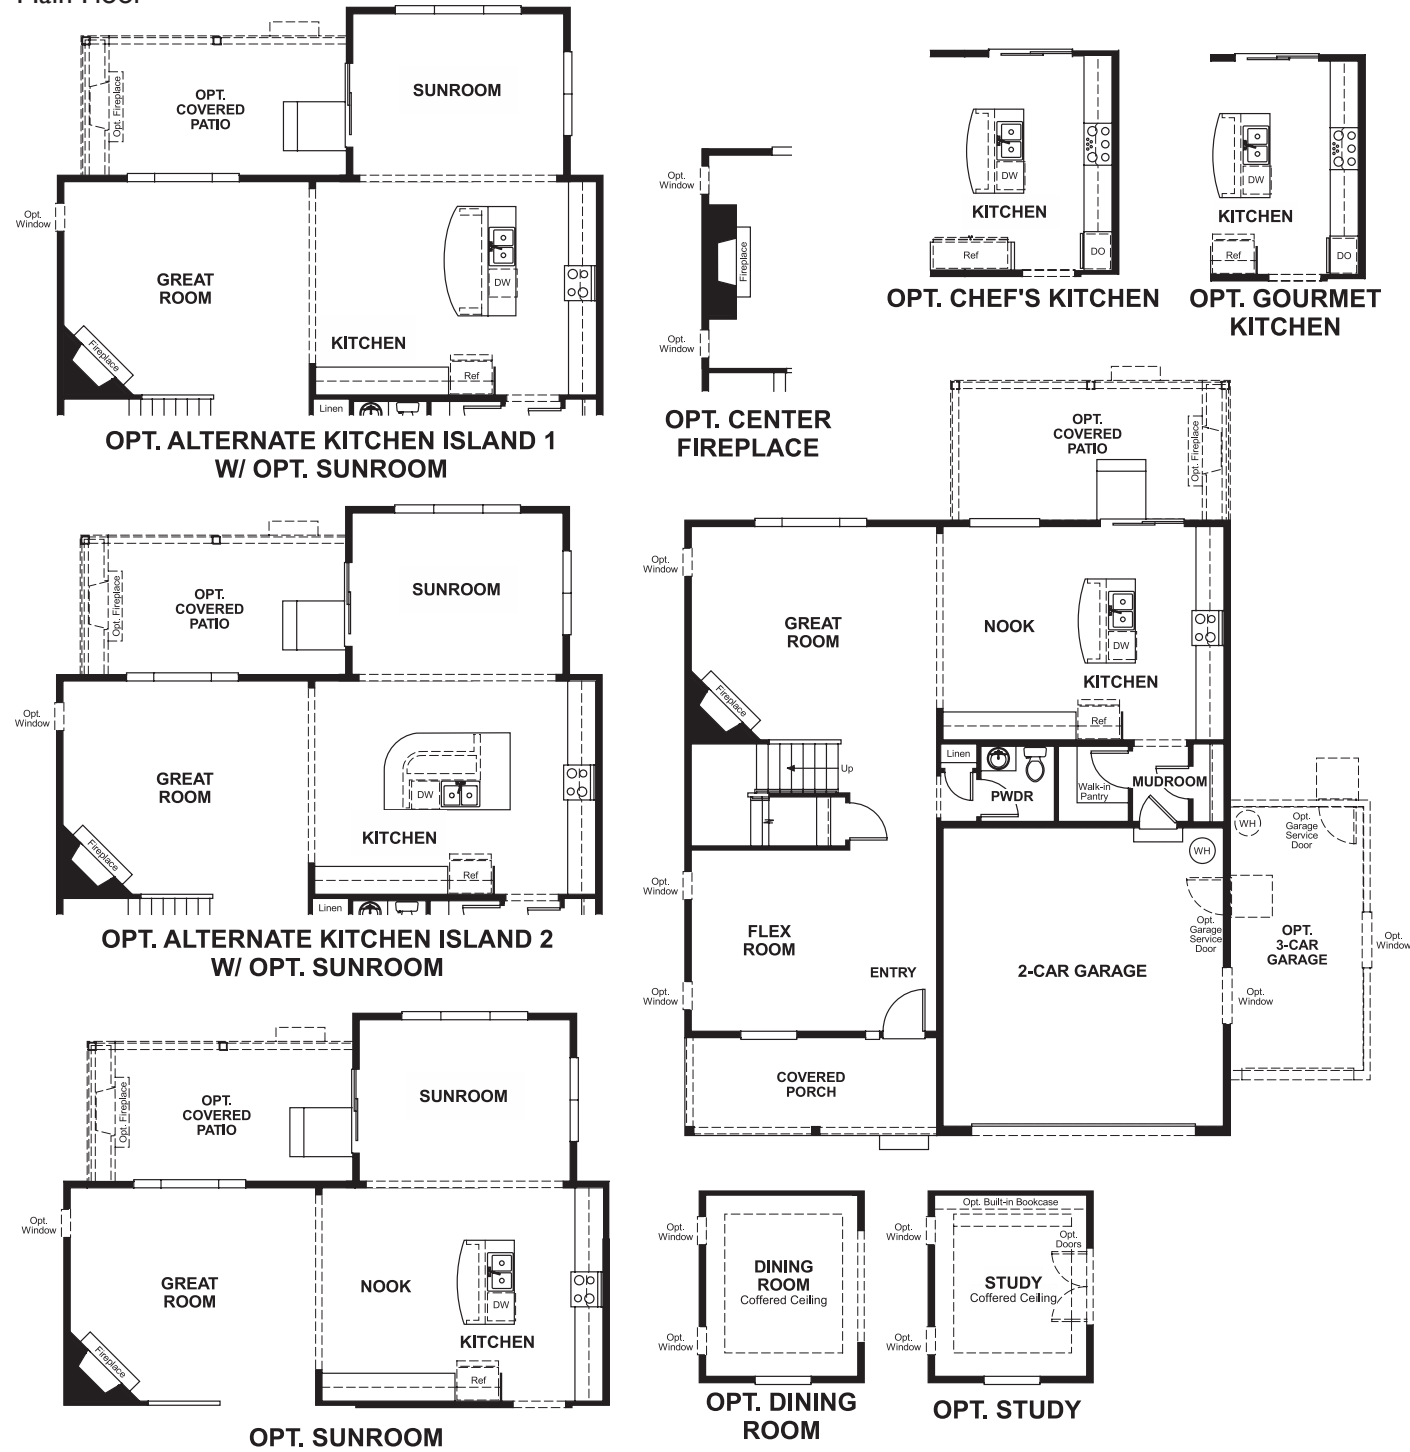 Main Floor
OPT.
COVERED
PATIO
Opt. Fireplace
SUNROOM
Opt.
Window
GREAT
ROOM
Fireplace
KITCHEN
DW
Ref
Linen
OPT. ALTERNATE KITCHEN ISLAND 1
W/ OPT. SUNROOM
Opt.
Window
Fireplace
Opt.
Window
OPT. CENTER
FIREPLACE
DW
KITCHEN
Ref
DO
OPT. CHEF'S KITCHEN
DW
KITCHEN
Ref
DO
OPT. GOURMET
KITCHEN
OPT.
COVERED
PATIO
Opt. Fireplace
SUNROOM
Opt.
Window
GREAT
ROOM
Fireplace
DW
KITCHEN
Ref
Linen
OPT. ALTERNATE KITCHEN ISLAND 2
W/ OPT. SUNROOM
OPT.
COVERED
PATIO
Opt. Fireplace
Opt.
Window
GREAT
ROOM
NOOK
DW
KITCHEN
Fireplace
Ref
Linen
Up
PWDR
Walk-in
Pantry
MUDROOM
WH
WH
Opt.
Garage
Service
Door
Opt.
Window
FLEX
ROOM
Opt.
Garage
Service
Door
OPT.
3-CAR
GARAGE
Opt.
Window
ENTRY
2-CAR GARAGE
Opt.
Window
Opt.
Window
COVERED
PORCH
OPT.
COVERED
PATIO
Opt. Fireplace
SUNROOM
Opt.
Window
GREAT
ROOM
NOOK
DW
KITCHEN
Fireplace
Ref
OPT. SUNROOM
Opt.
Window
DINING
ROOM
Coffered Ceiling
Opt.
Window
OPT. DINING
ROOM
Opt. Built-in Bookcase
Opt.
Window
Opt.
Doors
STUDY
Coffered Ceiling
Opt.
Window
OPT. STUDY